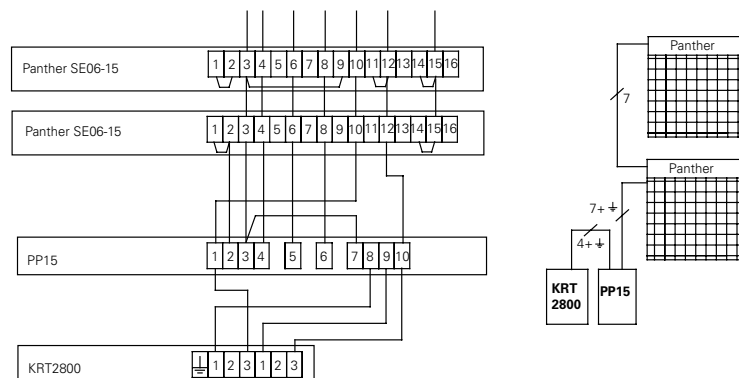 Panther SE06-15 1 2 3 4 5 6 7 8 9 10 11 12 13 14 15 16
Panther SE06-15 1 2 3 4 5 6 7 8 9 10 11 12 13 14 15 16
PP15 1 2 3 4 5 6 7 8 9 10
KRT2800 1 2 3 1 2 3
Panther
7
Panther
7+
4+
KRT
2800
PP15